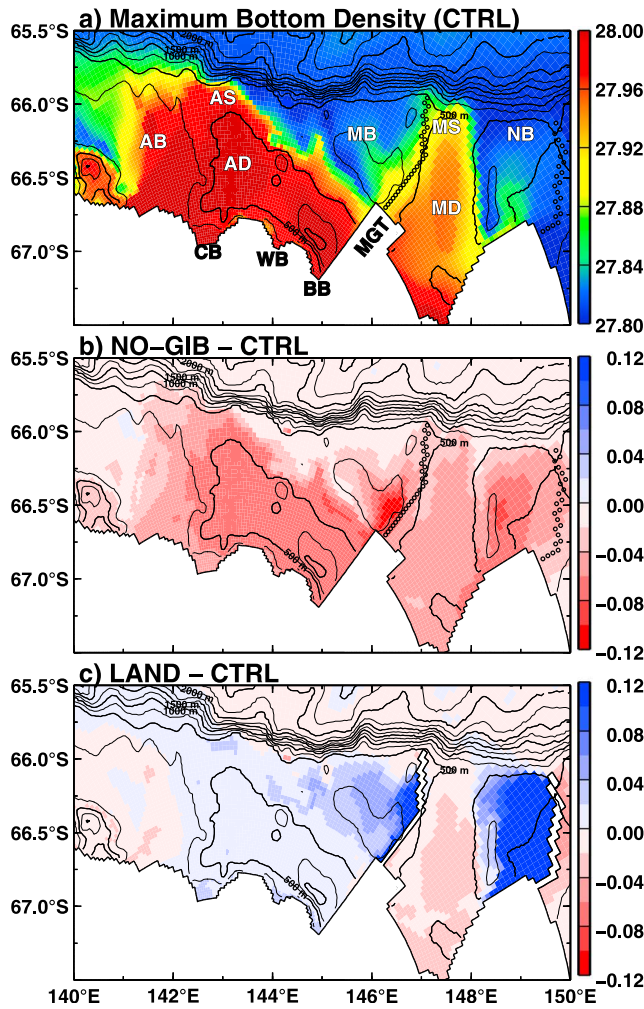 a) Maximum Bottom Density (CTRL)
65.5°S
66.0°S
66.5°S
67.0°S
2000 m
1500 m
1000 m
500 m
500 m
AS
AB
AD
MB
MS
NB
MD
MGT
CB
WB
BB
28.00
27.96
27.92
27.88
27.84
27.80
b) NO−GIB − CTRL
65.5°S
66.0°S
66.5°S
67.0°S
2000 m
1500 m
1000 m
500 m
500 m
0.12
0.08
0.04
0.00
−0.04
−0.08
−0.12
c) LAND − CTRL
65.5°S
66.0°S
66.5°S
67.0°S
2000 m
1500 m
1000 m
500 m
500 m
0.12
0.08
0.04
0.00
−0.04
−0.08
−0.12
140°E
142°E
144°E
146°E
148°E
150°E